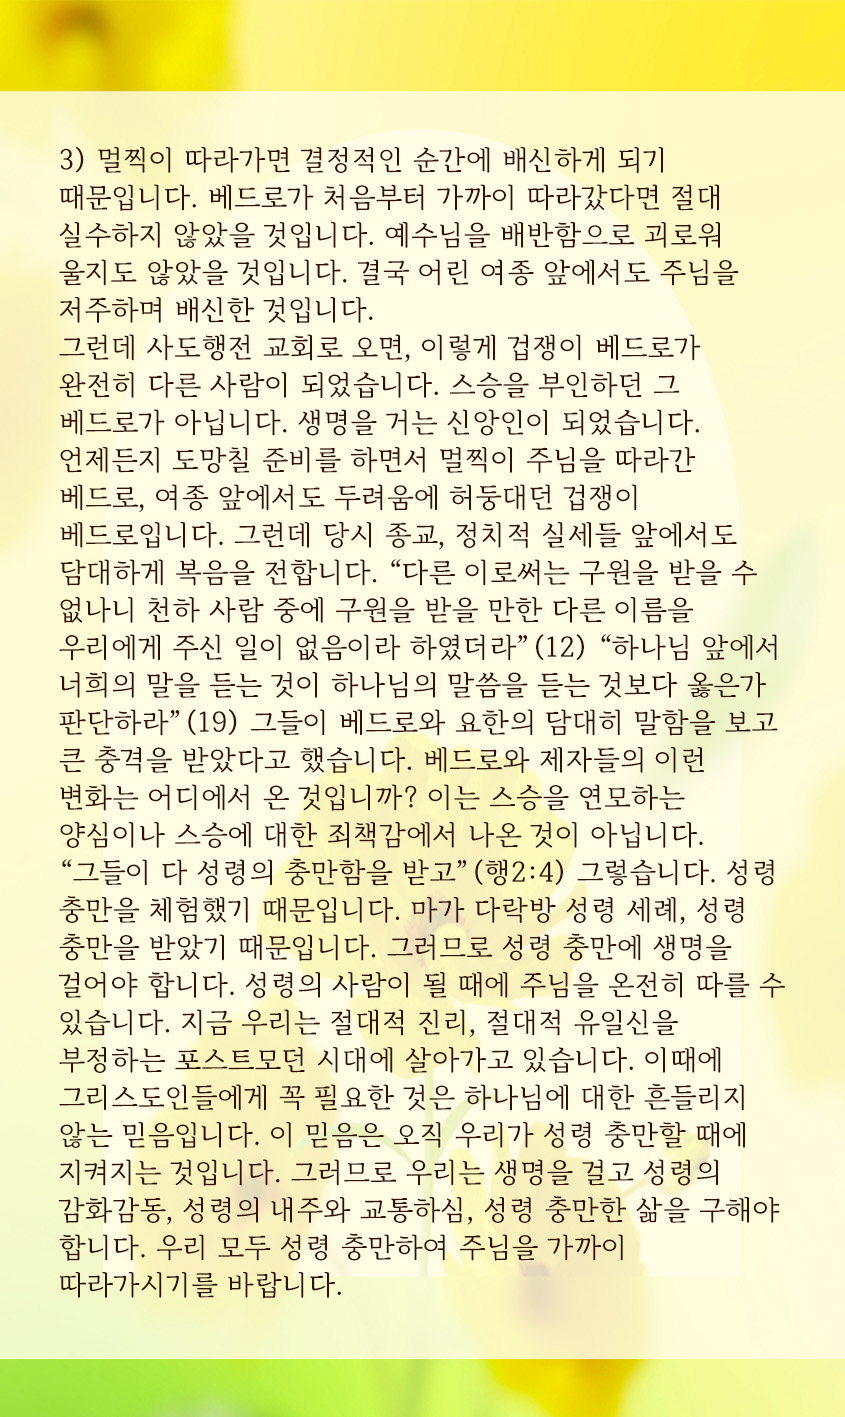 3) 멀찍이 따라가면 결정적인 순간에 배신하게 되기
때문입니다. 베드로가 처음부터 가까이 따라갔다면 절대
실수하지 않았을 것입니다. 예수님을 배반함으로 괴로워
울지도 않았을 것입니다. 결국 어린 여종 앞에서도 주님을
저주하며 배신한 것입니다.
그런데 사도행전 교회로 오면, 이렇게 겁쟁이 베드로가
완전히 다른 사람이 되었습니다. 스승을 부인하던 그
베드로가 아닙니다. 생명을 거는 신앙인이 되었습니다.
언제든지 도망칠 준비를 하면서 멀찍이 주님을 따라간
베드로, 여종 앞에서도 두려움에 허둥대던 겁쟁이
베드로입니다. 그런데 당시 종교, 정치적 실세들 앞에서도
담대하게 복음을 전합니다. “다른 이로써는 구원을 받을 수
없나니 천하 사람 중에 구원을 받을 만한 다른 이름을
우리에게 주신 일이 없음이라 하였더라”(12) “하나님 앞에서
너희의 말을 듣는 것이 하나님의 말씀을 듣는 것보다 옳은가
판단하라”(19) 그들이 베드로와 요한의 담대히 말함을 보고
큰 충격을 받았다고 했습니다. 베드로와 제자들의 이런
변화는 어디에서 온 것입니까? 이는 스승을 연모하는
양심이나 스승에 대한 죄책감에서 나온 것이 아닙니다.
“그들이 다 성령의 충만함을 받고”(행2:4) 그렇습니다. 성령
충만을 체험했기 때문입니다. 마가 다락방 성령 세례, 성령
충만을 받았기 때문입니다. 그러므로 성령 충만에 생명을
걸어야 합니다. 성령의 사람이 될 때에 주님을 온전히 따를 수
있습니다. 지금 우리는 절대적 진리, 절대적 유일신을
부정하는 포스트모던 시대에 살아가고 있습니다. 이때에
그리스도인들에게 꼭 필요한 것은 하나님에 대한 흔들리지
않는 믿음입니다. 이 믿음은 오직 우리가 성령 충만할 때에
지켜지는 것입니다. 그러므로 우리는 생명을 걸고 성령의
감화감동, 성령의 내주와 교통하심, 성령 충만한 삶을 구해야
합니다. 우리 모두 성령 충만하여 주님을 가까이
따라가시기를 바랍니다.